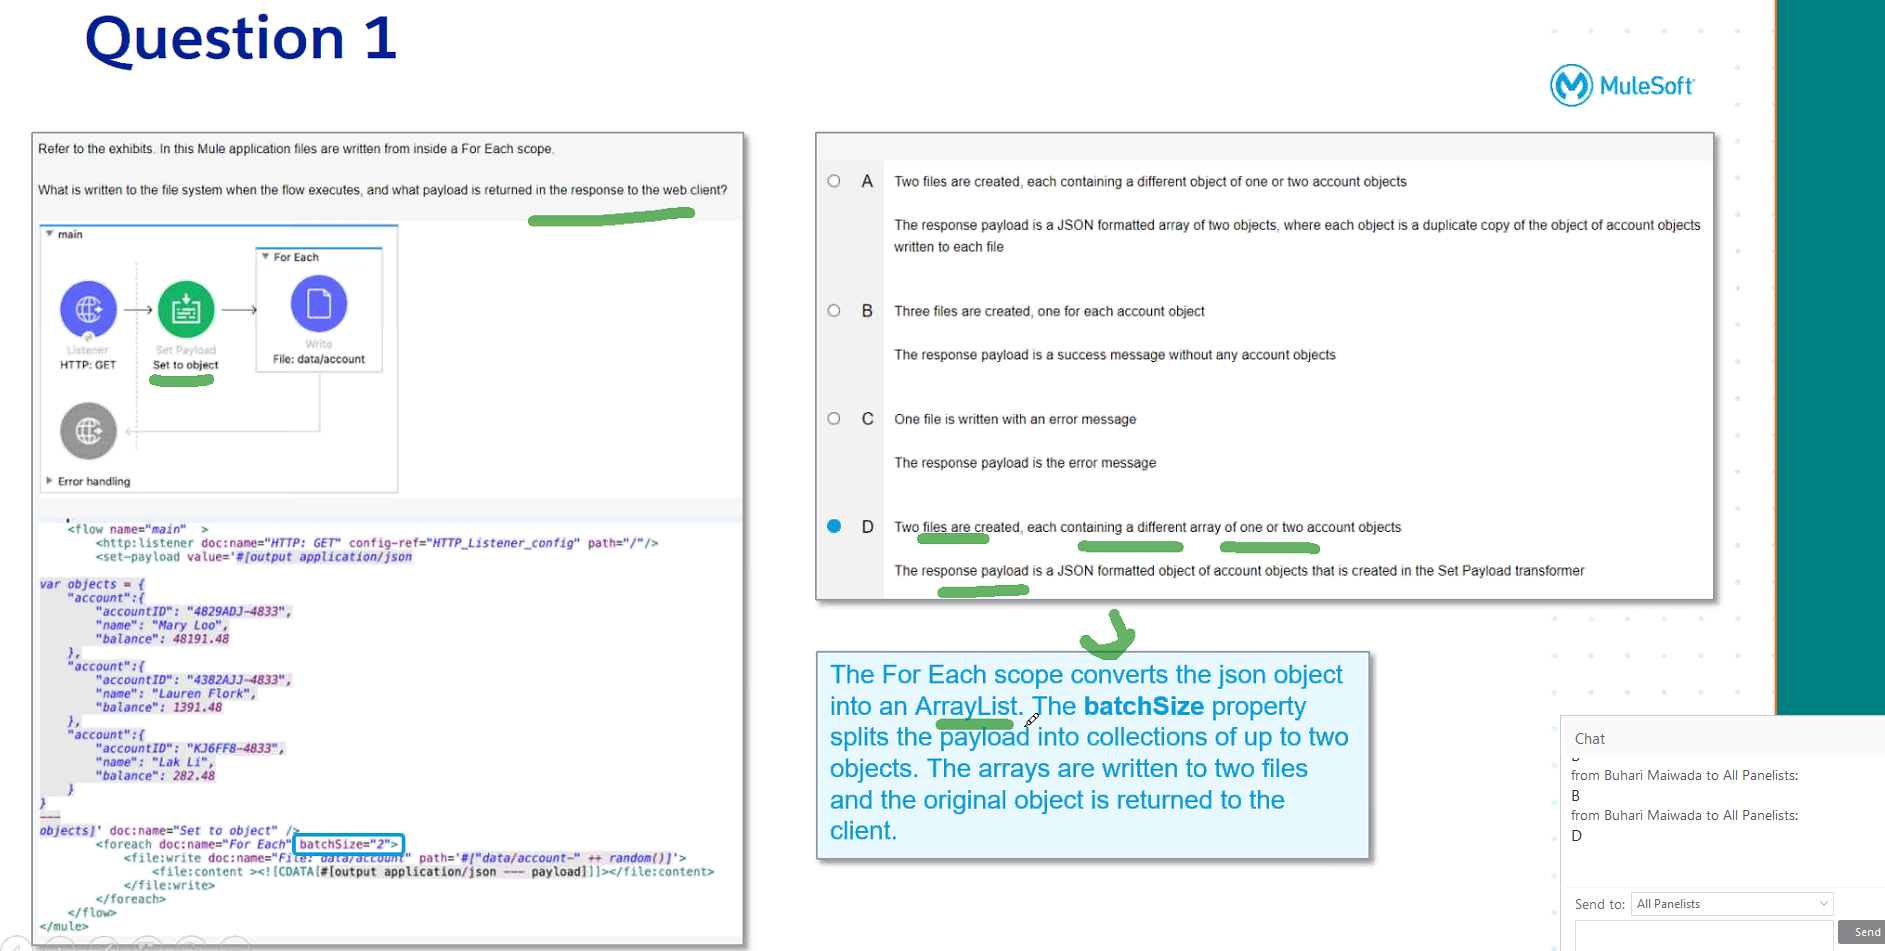 Question 1
MuleSoft
Refer to the exhibits. In this Mule application files are written from inside a For Each scope.
What is written to the file system when the flow executes, and what payload is returned in the response to the web client?
main
For Each
Listener
HTTP: GET
Set Payload
Set to object
Write
File: data/account
Error handling
<flow name="main" >
<http:listener doc:name="HTTP: GET" config-ref="HTTP_Listener_config" path="/"/>
<set-payload value='#[output application/json
var objects = {
"account":{
"accountID": "4829ADJ-4833",
"name": "Mary Loo",
"balance": 48191.48
},
"account":{
"accountID": "4382AJJ-4833",
"name": "Lauren Flork",
"balance": 1391.48
},
"account":{
"accountID": "KJ6FF8-4833",
"name": "Lak Li",
"balance": 282.48
}
}
---
objects]' doc:name="Set to object" />
<foreach doc:name="For Each" batchSize="2">
<file:write doc:name="File: data/account" path='#["data/account-" ++ random()]'>
<file:content ><![CDATA[#[output application/json --- payload]]]></file:content>
</file:write>
</foreach>
</flow>
</mule>
A Two files are created, each containing a different object of one or two account objects
The response payload is a JSON formatted array of two objects, where each object is a duplicate copy of the object of account objects
written to each file
B Three files are created, one for each account object
The response payload is a success message without any account objects
C One file is written with an error message
The response payload is the error message
D Two files are created, each containing a different array of one or two account objects
The response payload is a JSON formatted object of account objects that is created in the Set Payload transformer
The For Each scope converts the json object
into an ArrayList. The batchSize property
splits the payload into collections of up to two
objects. The arrays are written to two files
and the original object is returned to the
client.
Chat
from Buhari Maiwada to All Panelists:
B
from Buhari Maiwada to All Panelists:
D
Send to: All Panelists
Send